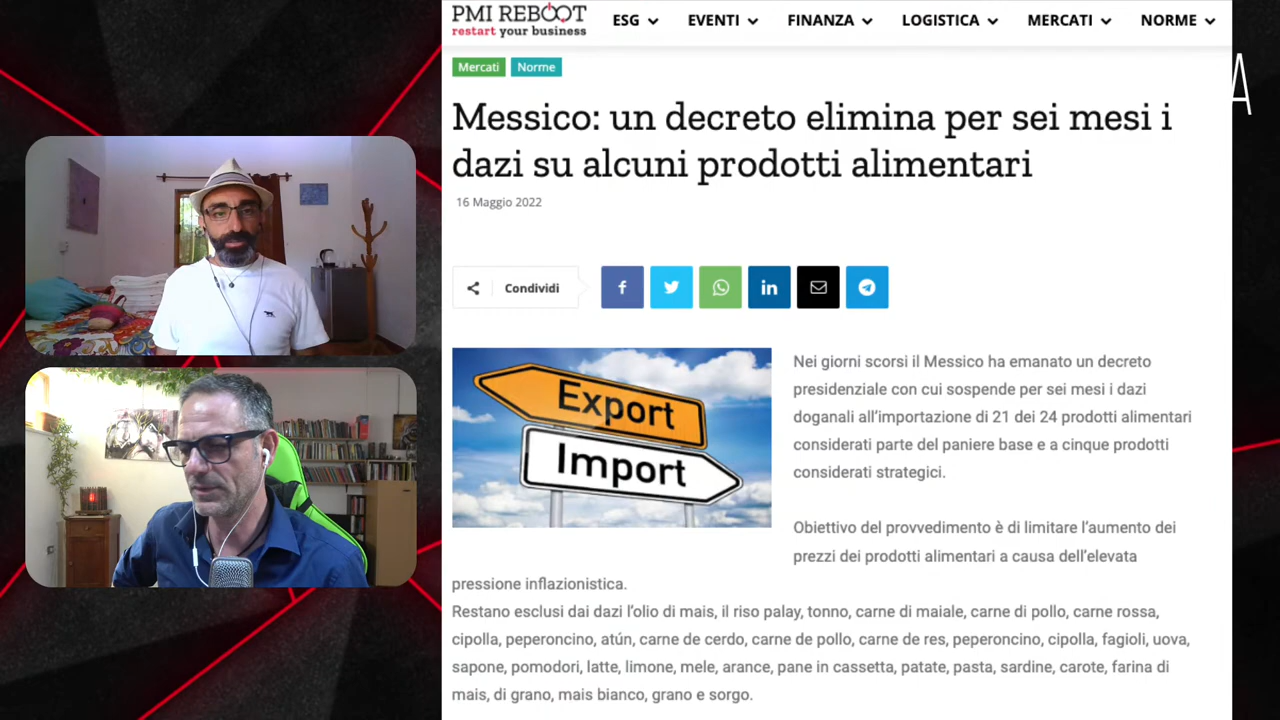 PMI REBOOT
restart your business
ESG
EVENTI
FINANZA
LOGISTICA
MERCATI
NORME
A
Mercati
Norme
Messico: un decreto elimina per sei mesi i
dazi su alcuni prodotti alimentari
16 Maggio 2022
Condividi
Export
Import
Nei giorni scorsi il Messico ha emanato un decreto
presidenziale con cui sospende per sei mesi i dazi
doganali all'importazione di 21 dei 24 prodotti alimentari
considerati parte del paniere base e a cinque prodotti
considerati strategici.
Obiettivo del provvedimento è di limitare l'aumento dei
prezzi dei prodotti alimentari a causa dell'elevata
pressione inflazionistica.
Restano esclusi dai dazi l'olio di mais, il riso palay, tonno, carne di maiale, carne di pollo, carne rossa,
cipolla, peperoncino, atún, carne de cerdo, carne de pollo, carne de res, peperoncino, cipolla, fagioli, uova,
sapone, pomodori, latte, limone, mele, arance, pane in cassetta, patate, pasta, sardine, carote, farina di
mais, di grano, mais bianco, grano e sorgo.